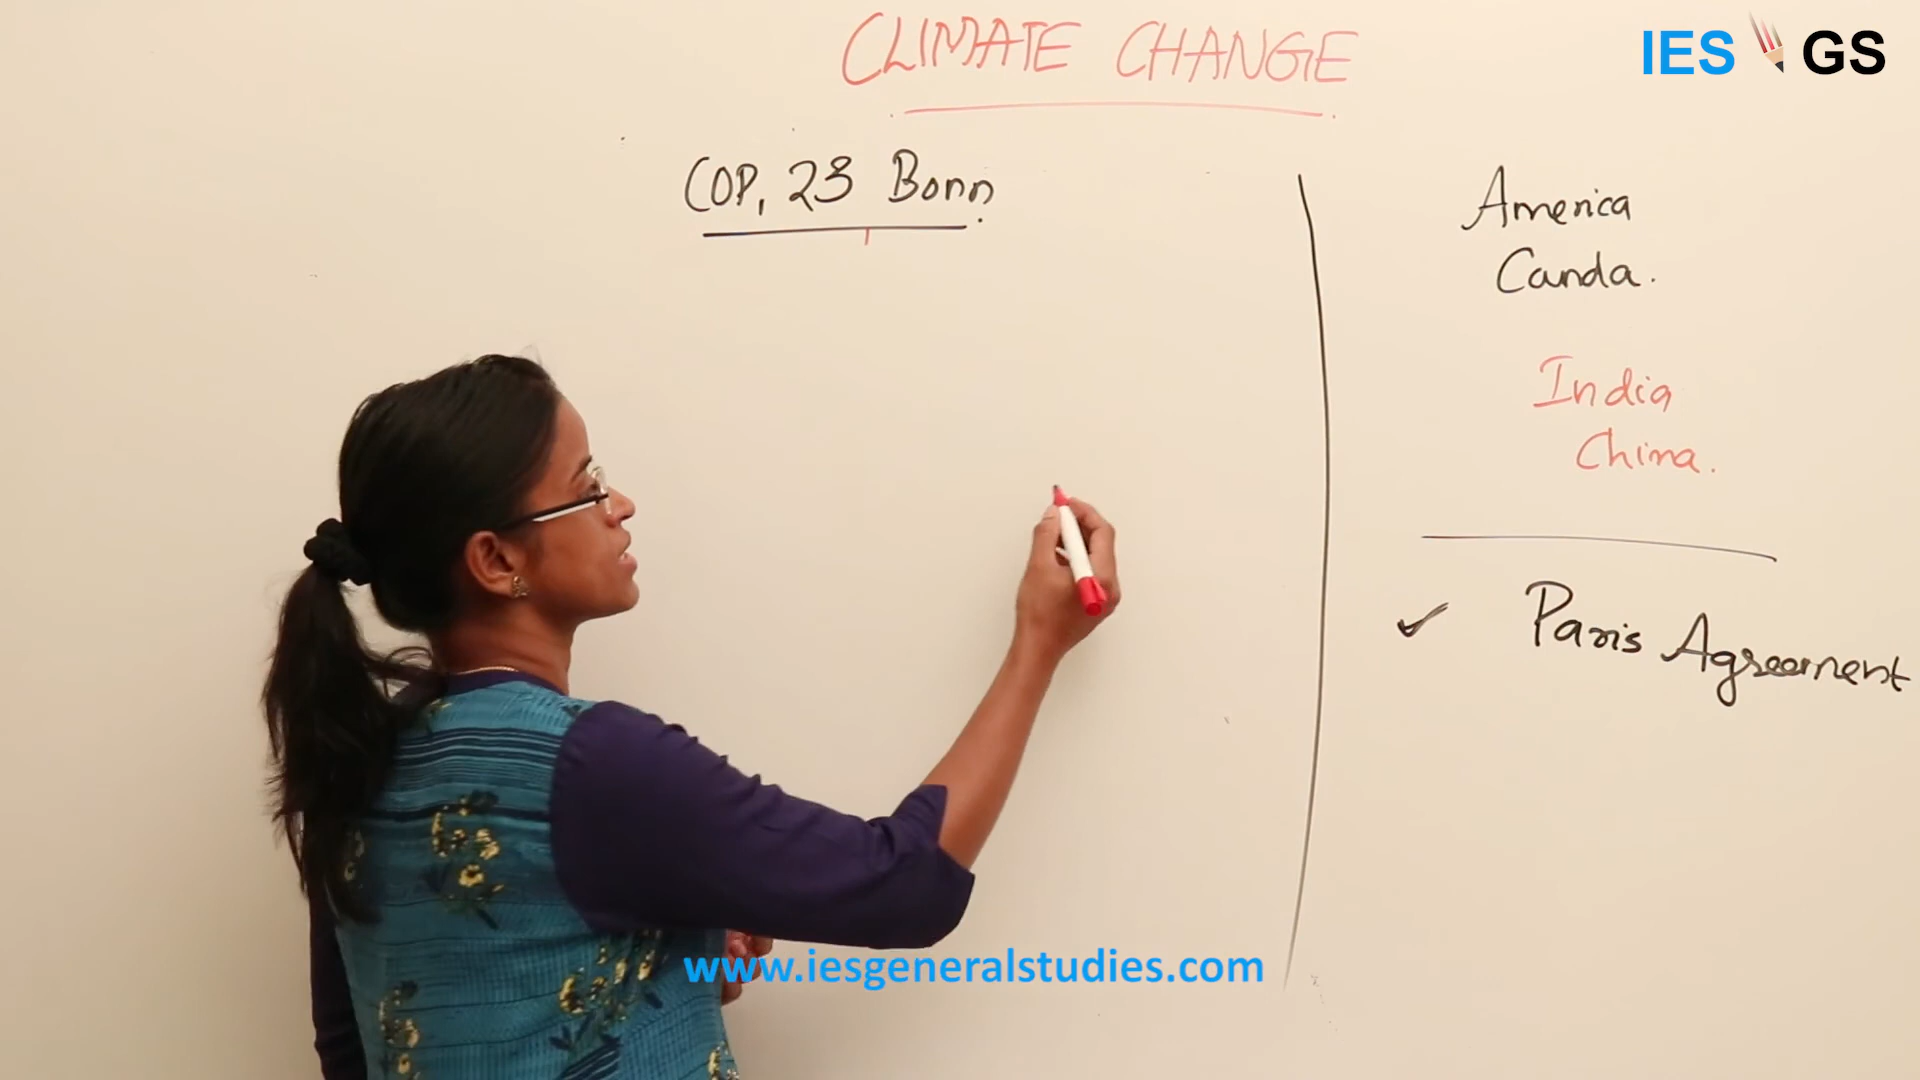 CLIMATE CHANGE
IES GS
COP, 23 Bonn
America
Canda.
India
China.
✓ Paris Agreement
www.iesgeneralstudies.com